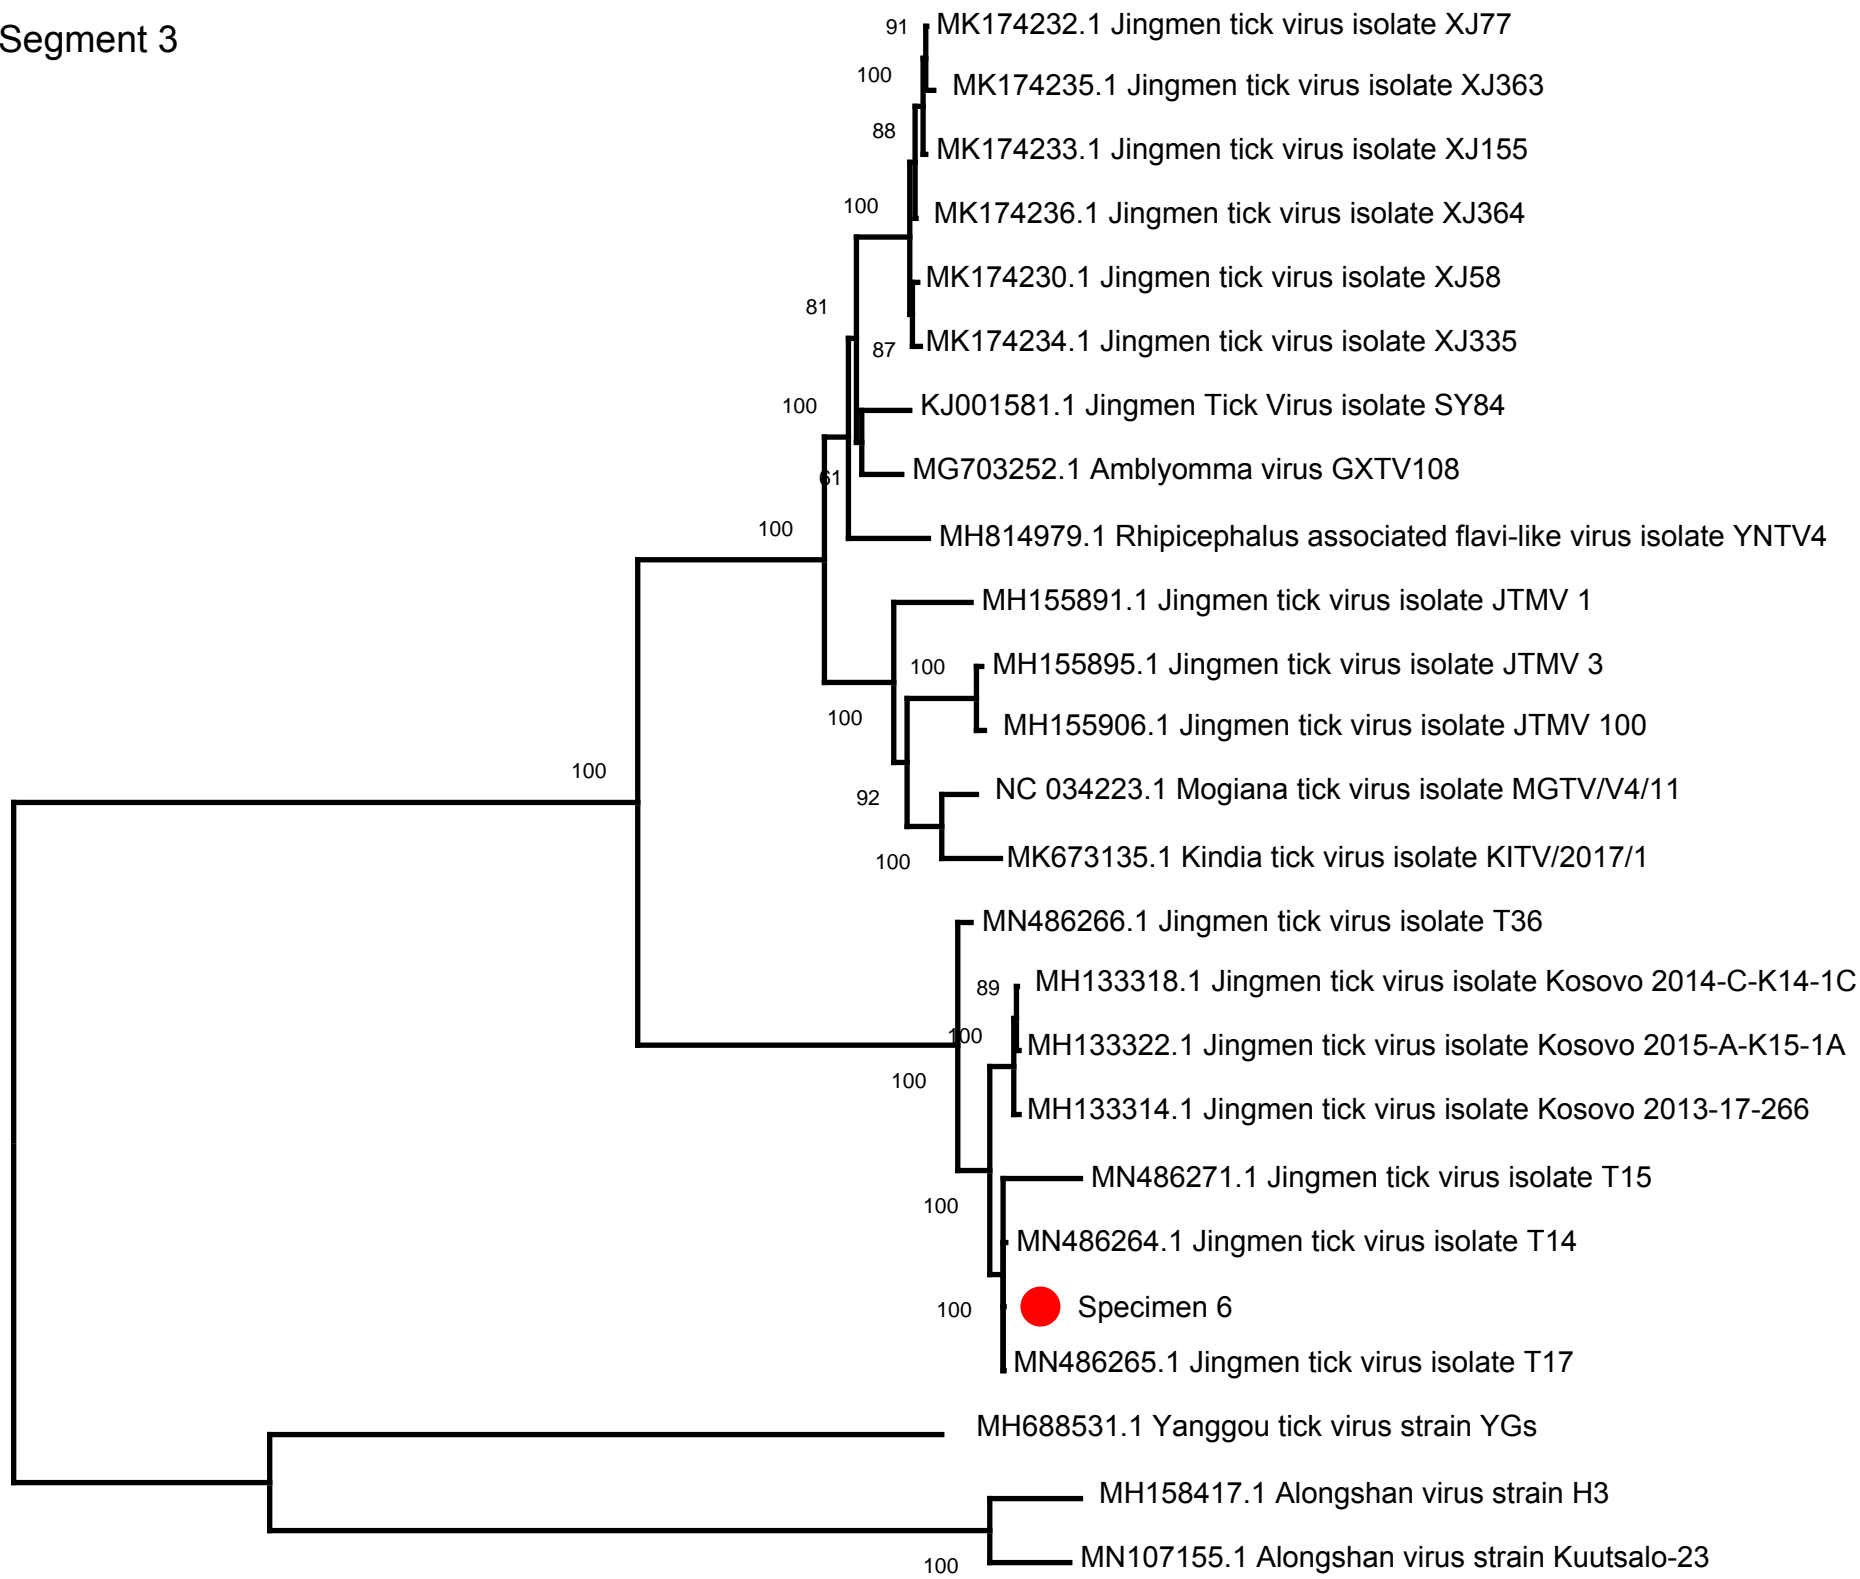 Segment 3
91
MK174232.1 Jingmen tick virus isolate XJ77
100
MK174235.1 Jingmen tick virus isolate XJ363
88
MK174233.1 Jingmen tick virus isolate XJ155
100
MK174236.1 Jingmen tick virus isolate XJ364
MK174230.1 Jingmen tick virus isolate XJ58
81
MK174234.1 Jingmen tick virus isolate XJ335
87
100
KJ001581.1 Jingmen Tick Virus isolate SY84
61
MG703252.1 Amblyomma virus GXTV108
100
MH814979.1 Rhipicephalus associated flavi-like virus isolate YNTV4
MH155891.1 Jingmen tick virus isolate JTMV 1
100
MH155895.1 Jingmen tick virus isolate JTMV 3
100
MH155906.1 Jingmen tick virus isolate JTMV 100
100
NC 034223.1 Mogiana tick virus isolate MGTV/V4/11
92
MK673135.1 Kindia tick virus isolate KITV/2017/1
100
MN486266.1 Jingmen tick virus isolate T36
89
MH133318.1 Jingmen tick virus isolate Kosovo 2014-C-K14-1C
100
MH133322.1 Jingmen tick virus isolate Kosovo 2015-A-K15-1A
100
MH133314.1 Jingmen tick virus isolate Kosovo 2013-17-266
MN486271.1 Jingmen tick virus isolate T15
100
MN486264.1 Jingmen tick virus isolate T14
100
Specimen 6
MN486265.1 Jingmen tick virus isolate T17
MH688531.1 Yanggou tick virus strain YGs
MH158417.1 Alongshan virus strain H3
MN107155.1 Alongshan virus strain Kuutsalo-23
100